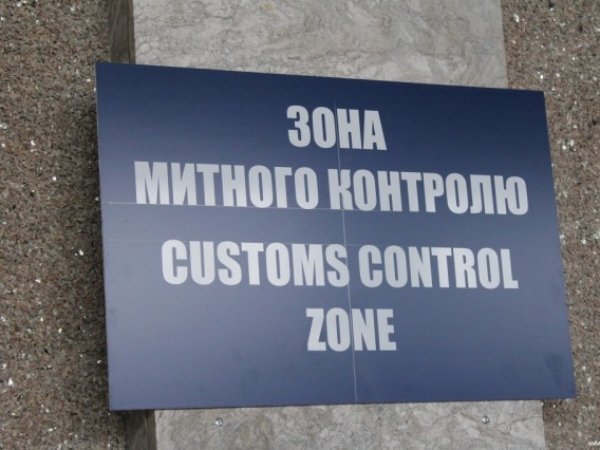 ЗОНА
МИТНОГО КОНТРОЛЮ
CUSTOMS CONTROL
ZONE